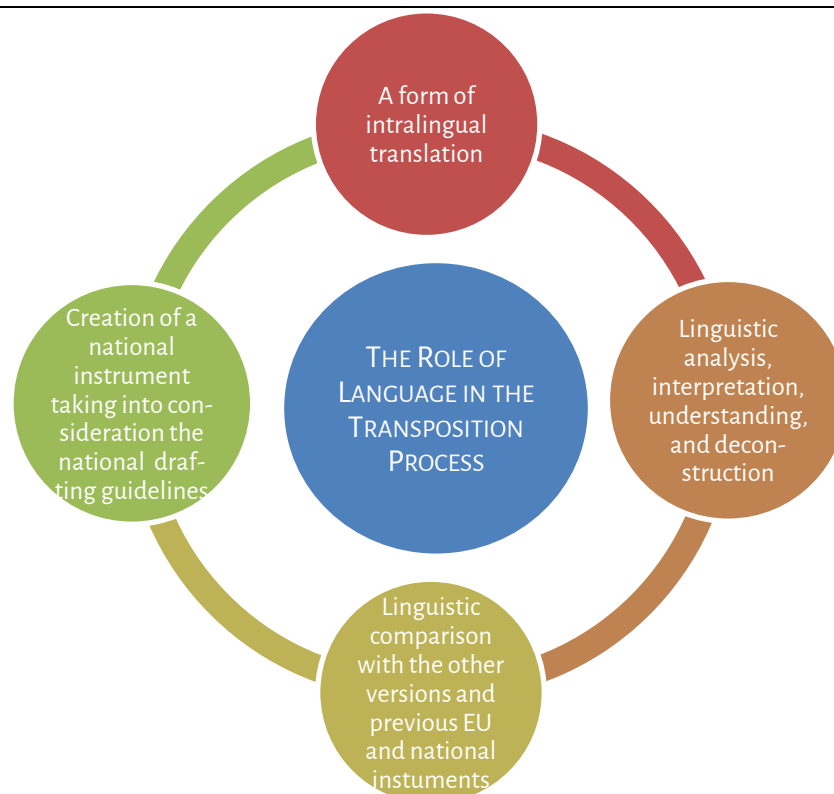 A form of
intralingual
translation
Linguistic
analysis,
interpretation,
understanding,
and decon-
struction
Linguistic
comparison
with the other
versions and
previous EU
and national
instuments
Creation of a
national
instrument
taking into con-
sideration the
national draf-
ting guidelines
THE ROLE OF
LANGUAGE IN THE
TRANSPOSITION
PROCESS